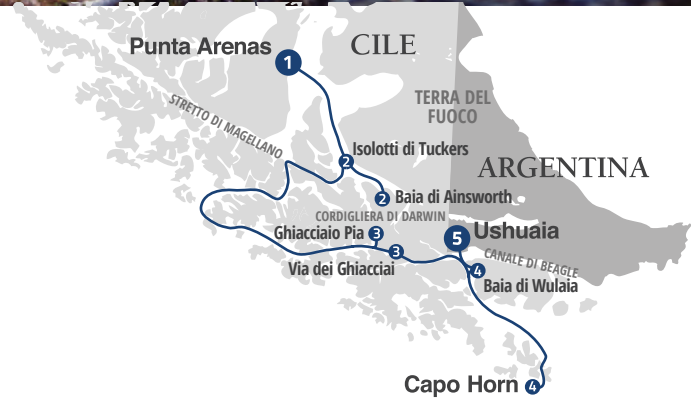 Punta Arenas
1
CILE
TERRA DEL
FUOCO
STRETTO DI MAGELLANO
Isolotti di Tuckers
2
ARGENTINA
2 Baia di Ainsworth
CORDIGLIERA DI DARWIN
Ghiacciaio Pia 3
5 Ushuaia
3
Via dei Ghiacciai
CANALE DI BEAGLE
4
Baia di Wulaia
Capo Horn 4